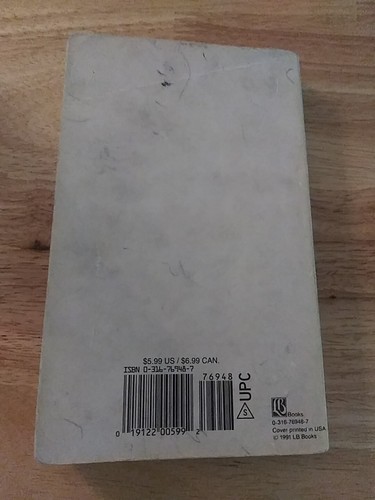 $5.99 US / $6.99 CAN.
ISBN 0-316-76948-7
76948
0 19122 00599 2
S UPC
LB Books
0-316-76948-7
Cover printed in USA
© 1991 LB Books